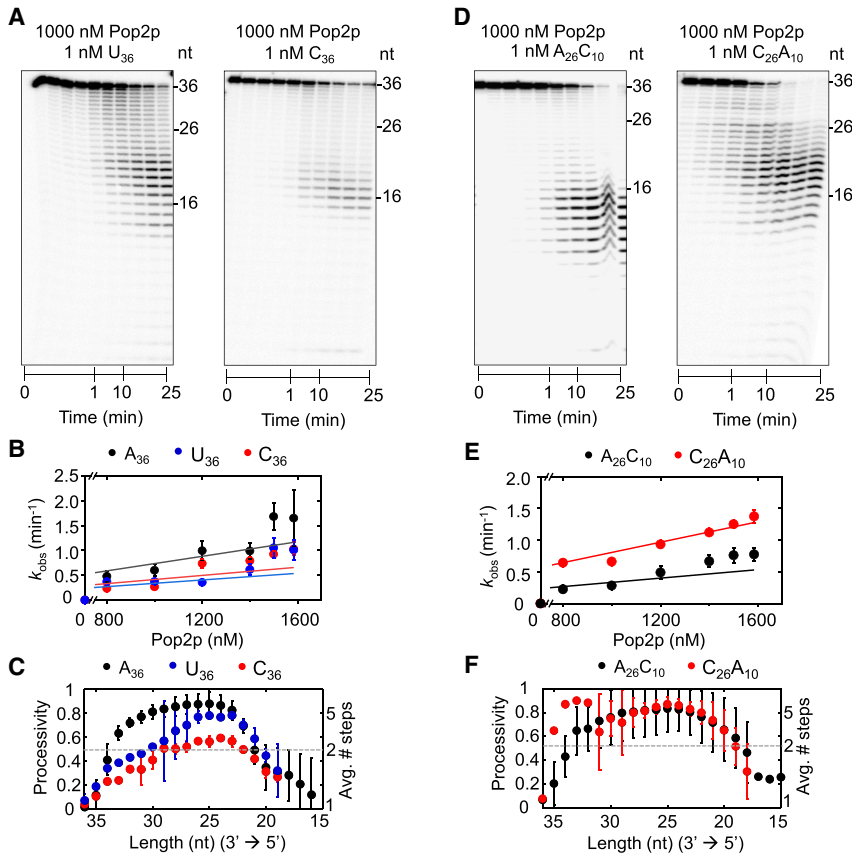 A
1000 nM Pop2p
1 nM U36
nt
36
26
16
0 1 10 25
Time (min)
1000 nM Pop2p
1 nM C36
nt
36
26
16
0 1 10 25
Time (min)
B
A36 U36 C36
2.5
2.0
1.5
1.0
0.5
0
kobs (min-1)
0 800 1200 1600
Pop2p (nM)
C
A36 U36 C36
1
0.8
0.6
0.4
0.2
0
Processivity
5
2
1
Avg. # steps
35 30 25 20 15
Length (nt) (3' → 5')
D
1000 nM Pop2p
1 nM A26C10
nt
36
26
16
0 1 10 25
Time (min)
1000 nM Pop2p
1 nM C26A10
nt
36
26
16
0 1 10 25
Time (min)
E
A26C10 C26A10
2.0
1.5
1.0
0.5
0
kobs (min-1)
0 800 1200 1600
Pop2p (nM)
F
A26C10 C26A10
1
0.8
0.6
0.4
0.2
0
Processivity
5
2
1
Avg. # steps
35 30 25 20 15
Length (nt) (3' → 5')